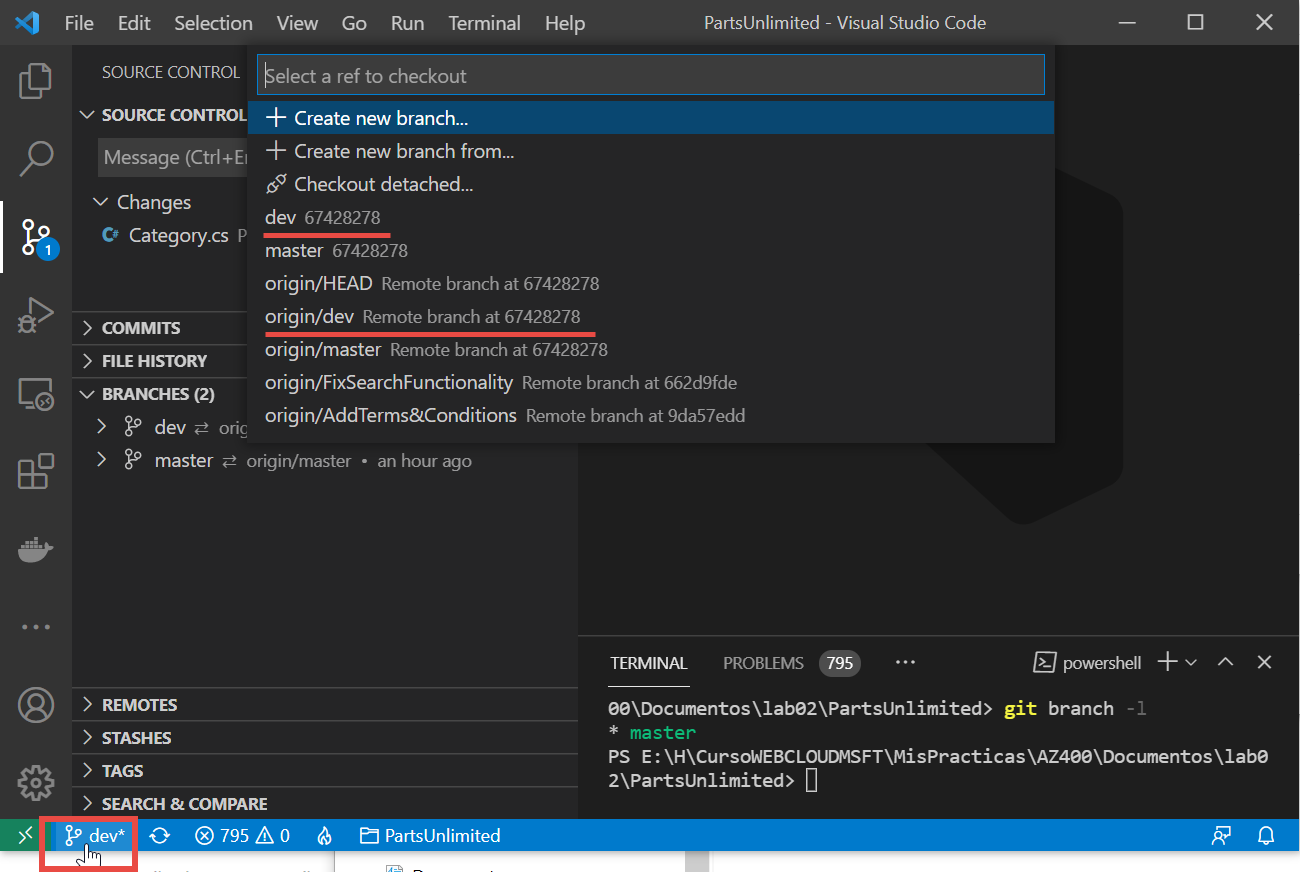 File Edit Selection View Go Run Terminal Help PartsUnlimited - Visual Studio Code
SOURCE CONTROL
Select a ref to checkout
SOURCE CONTROL
Create new branch...
Message (Ctrl+En
Create new branch from...
Checkout detached...
Changes
dev 67428278
C# Category.cs P
master 67428278
origin/HEAD Remote branch at 67428278
origin/dev Remote branch at 67428278
origin/master Remote branch at 67428278
origin/FixSearchFunctionality Remote branch at 662d9fde
origin/AddTerms&Conditions Remote branch at 9da57edd
1
COMMITS
FILE HISTORY
BRANCHES (2)
dev ⇄ orig
master ⇄ origin/master • an hour ago
REMOTES
STASHES
TAGS
SEARCH & COMPARE
TERMINAL PROBLEMS 795 ··· powershell
00\Documentos\lab02\PartsUnlimited> git branch -l
* master
PS E:\H\CursoWEBCLOUDMSFT\MisPracticas\AZ400\Documentos\lab0
2\PartsUnlimited>
dev* 795 0 PartsUnlimited